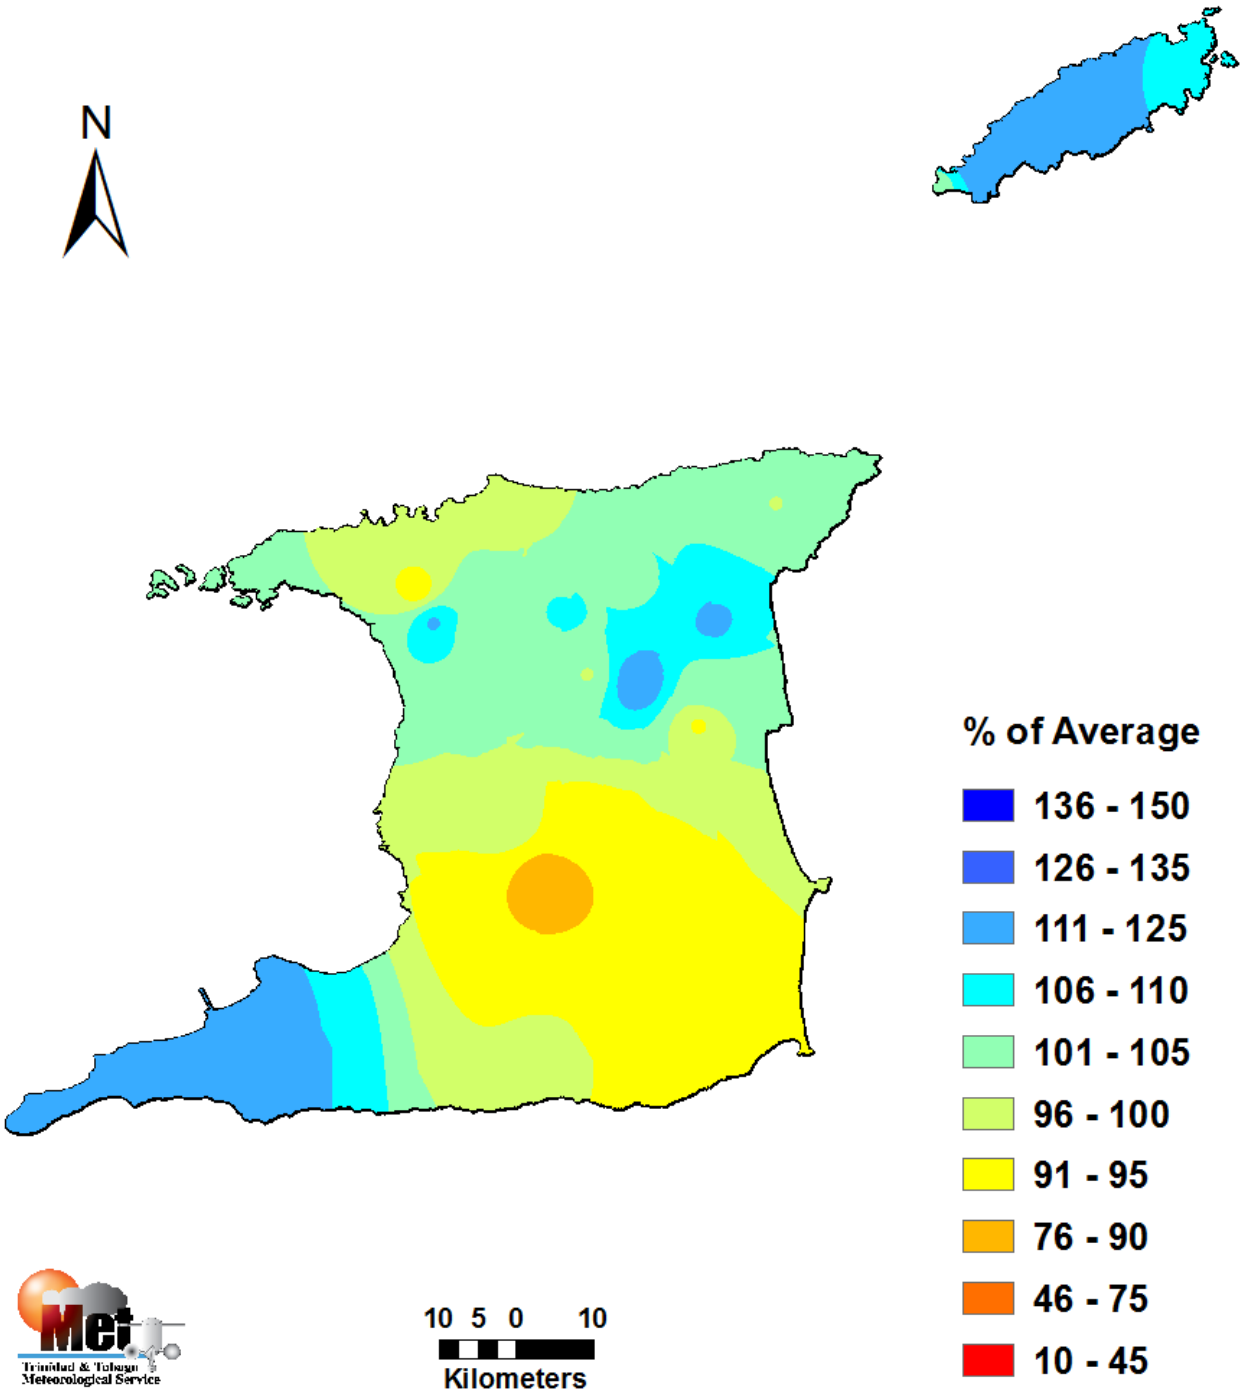 N
% of Average
136 - 150
126 - 135
111 - 125
106 - 110
101 - 105
96 - 100
91 - 95
76 - 90
46 - 75
10 - 45
Met
Trinidad & Tobago
Meteorological Service
10 5 0 10
Kilometers